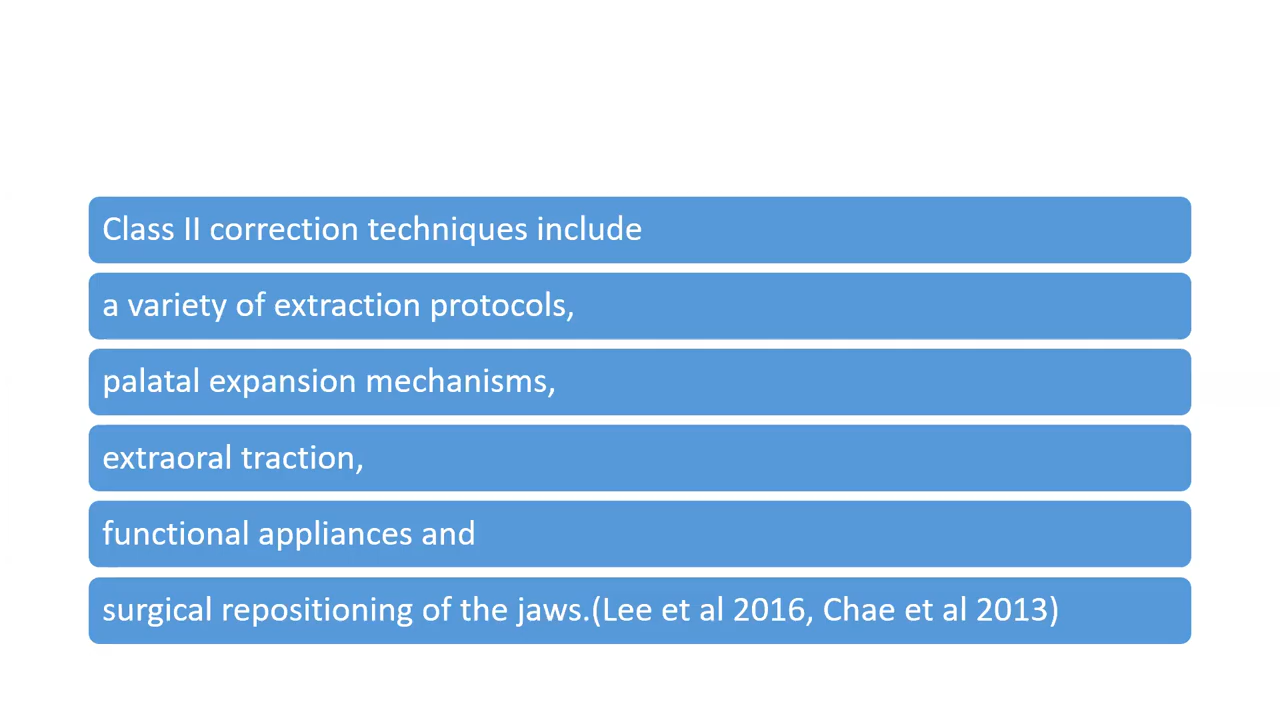 Class II correction techniques include
a variety of extraction protocols,
palatal expansion mechanisms,
extraoral traction,
functional appliances and
surgical repositioning of the jaws.(Lee et al 2016, Chae et al 2013)